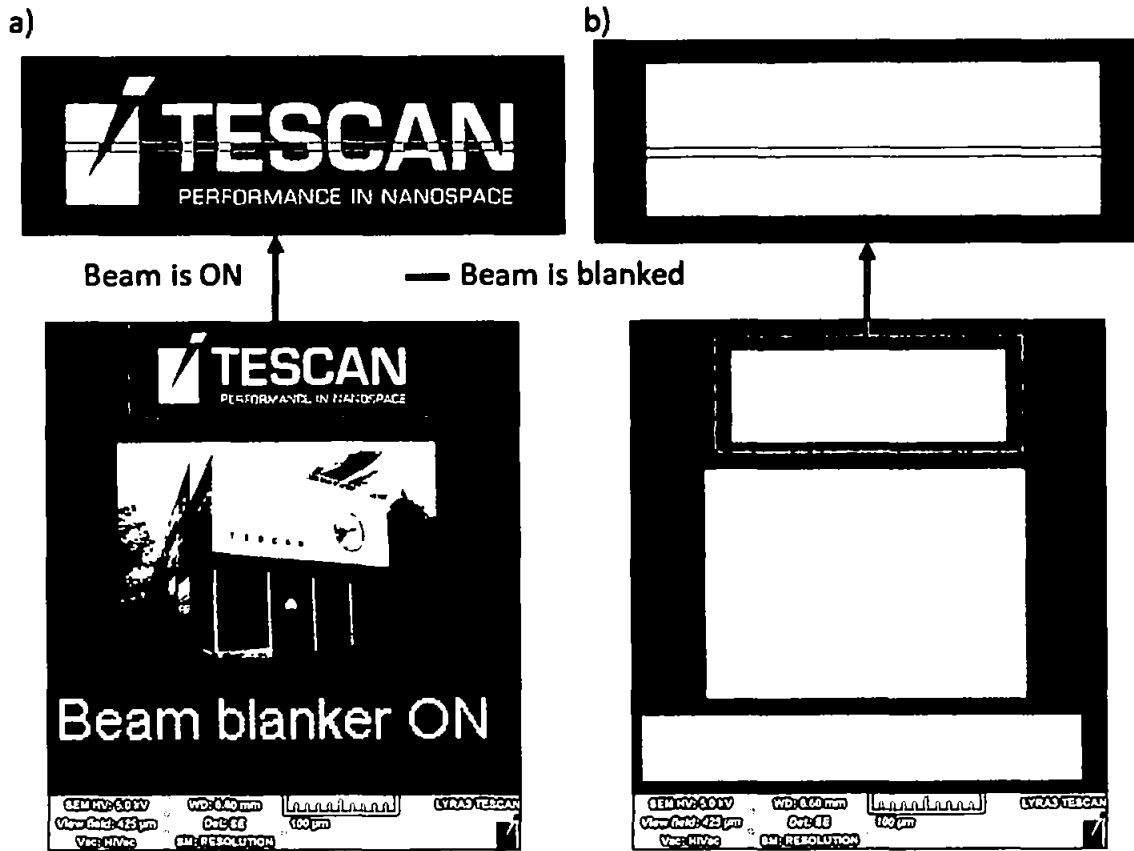 a)
b)
TESCAN
PERFORMANCE IN NANOSPACE
Beam is ON
Beam is blanked
TESCAN
PERFORMANCE IN NANOSPACE
TESCAN
Beam blanker ON
SEM HV: 5.0 kV WD: 6.60 mm LYRA3 TESCAN
View field: 425 µm Det: SE 100 µm
Vac: HiVac SM: RESOLUTION
SEM HV: 5.0 kV WD: 6.60 mm LYRA3 TESCAN
View field: 425 µm Det: SE 100 µm
Vac: HiVac SM: RESOLUTION